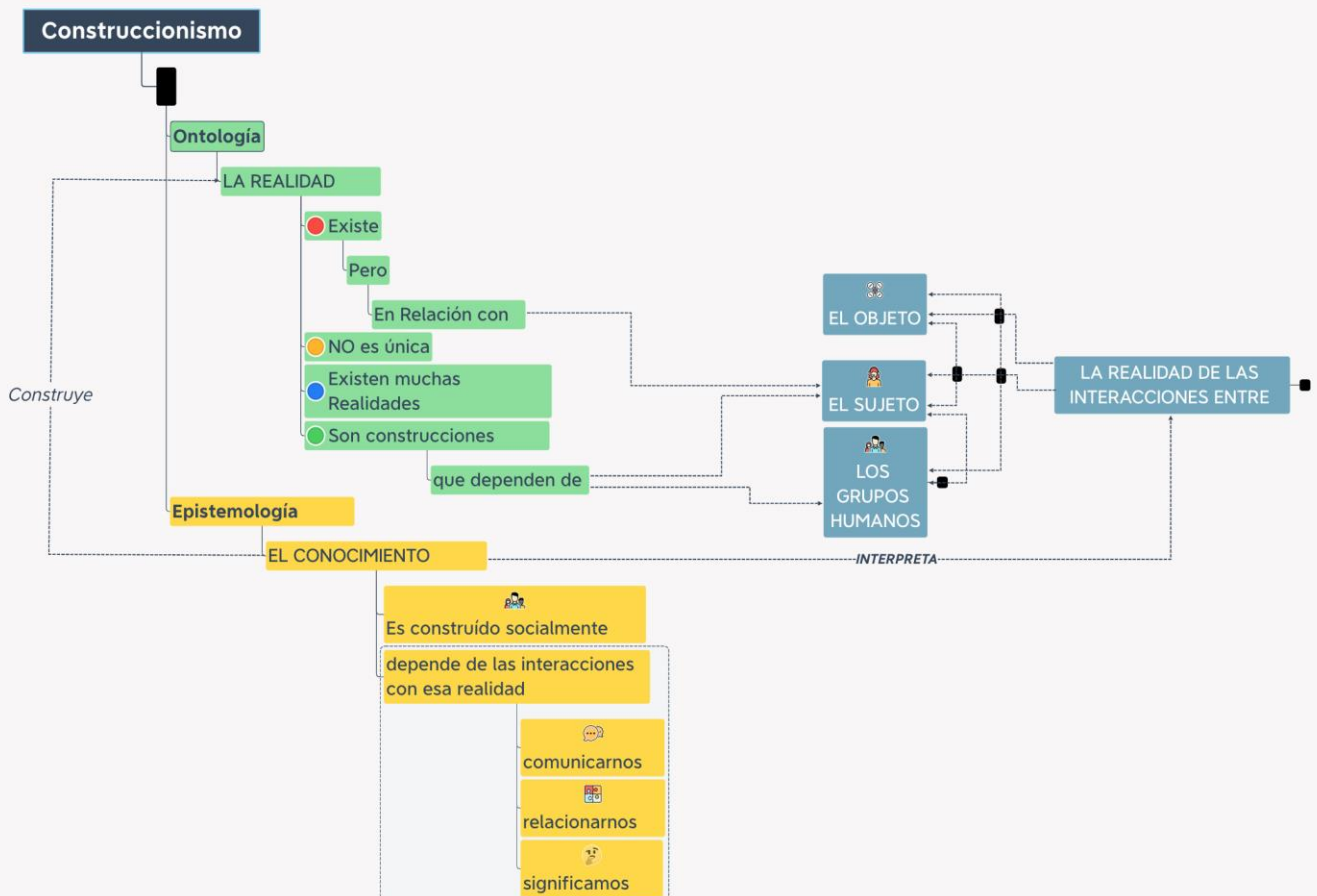 Construccionismo
Ontología
LA REALIDAD
Existe
Pero
En Relación con
NO es única
Existen muchas
Realidades
Son construcciones
que dependen de
Construye
EL OBJETO
EL SUJETO
LOS
GRUPOS
HUMANOS
LA REALIDAD DE LAS
INTERACCIONES ENTRE
Epistemología
EL CONOCIMIENTO
INTERPRETA
Es construído socialmente
depende de las interacciones
con esa realidad
comunicarnos
relacionarnos
significamos